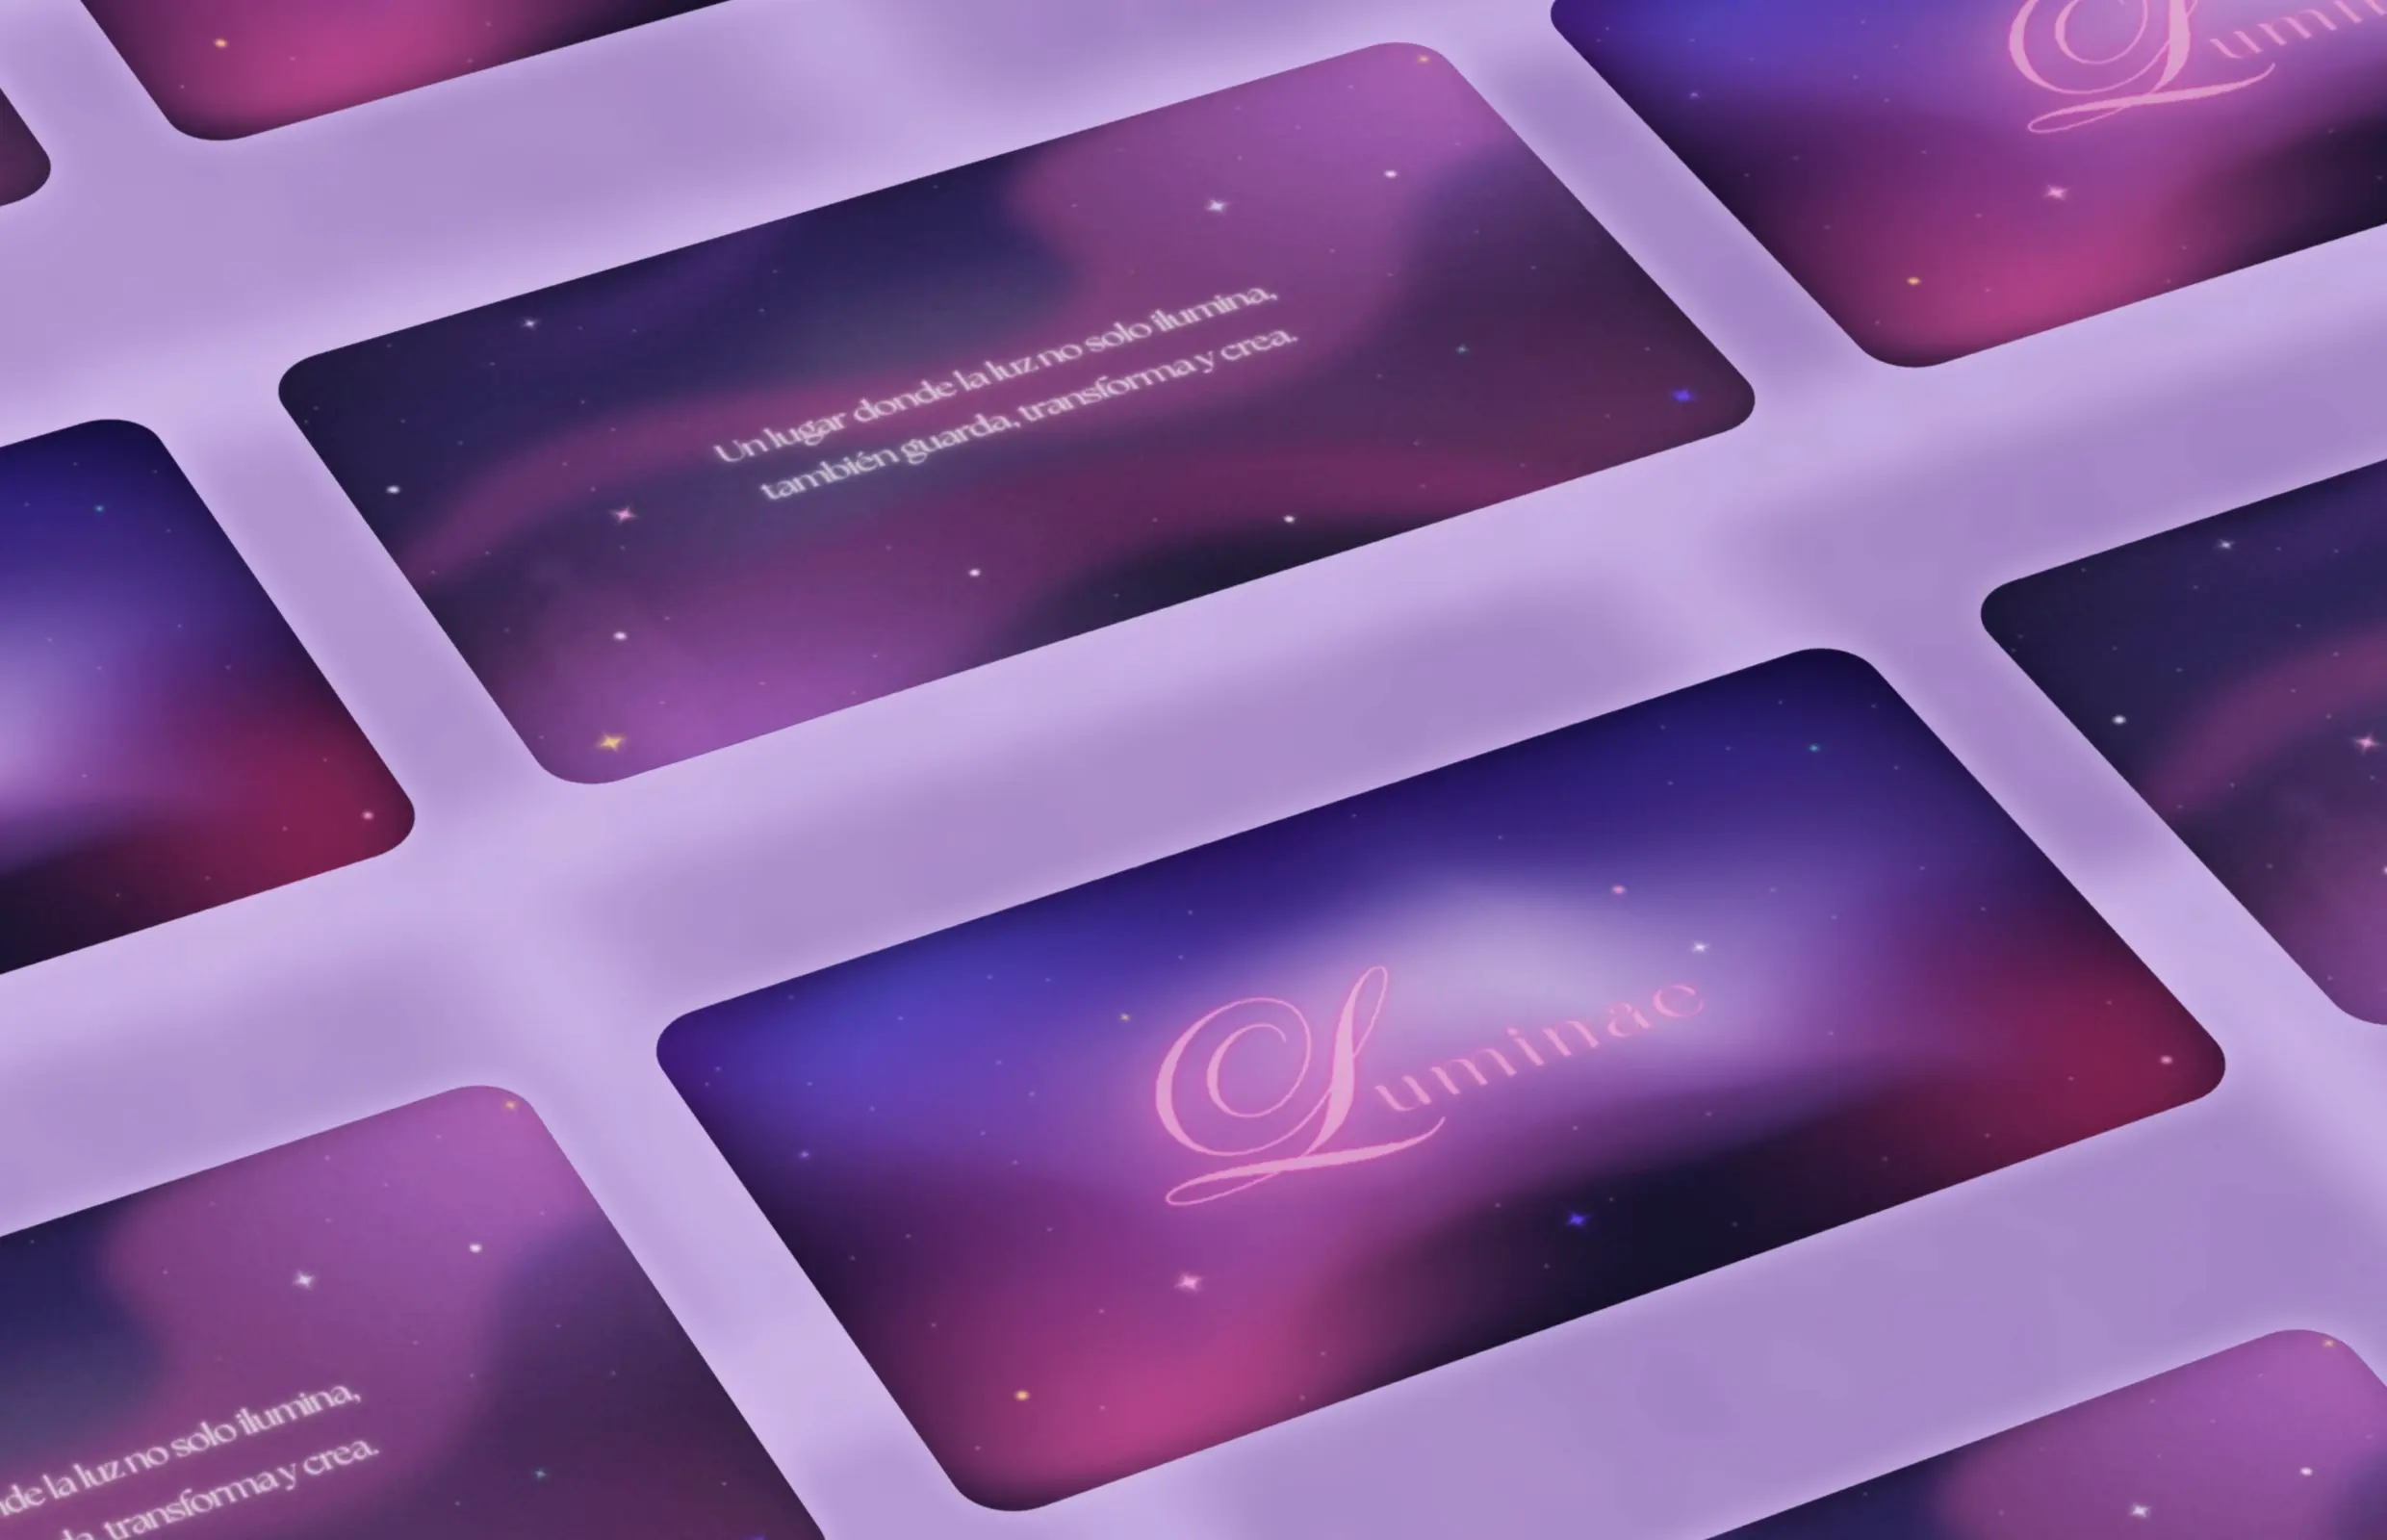 Lumi
Un lugar donde la luz no solo ilumina,
también guarda, transforma y crea.
Luminae
de la luz no solo ilumina,
transforma y crea.